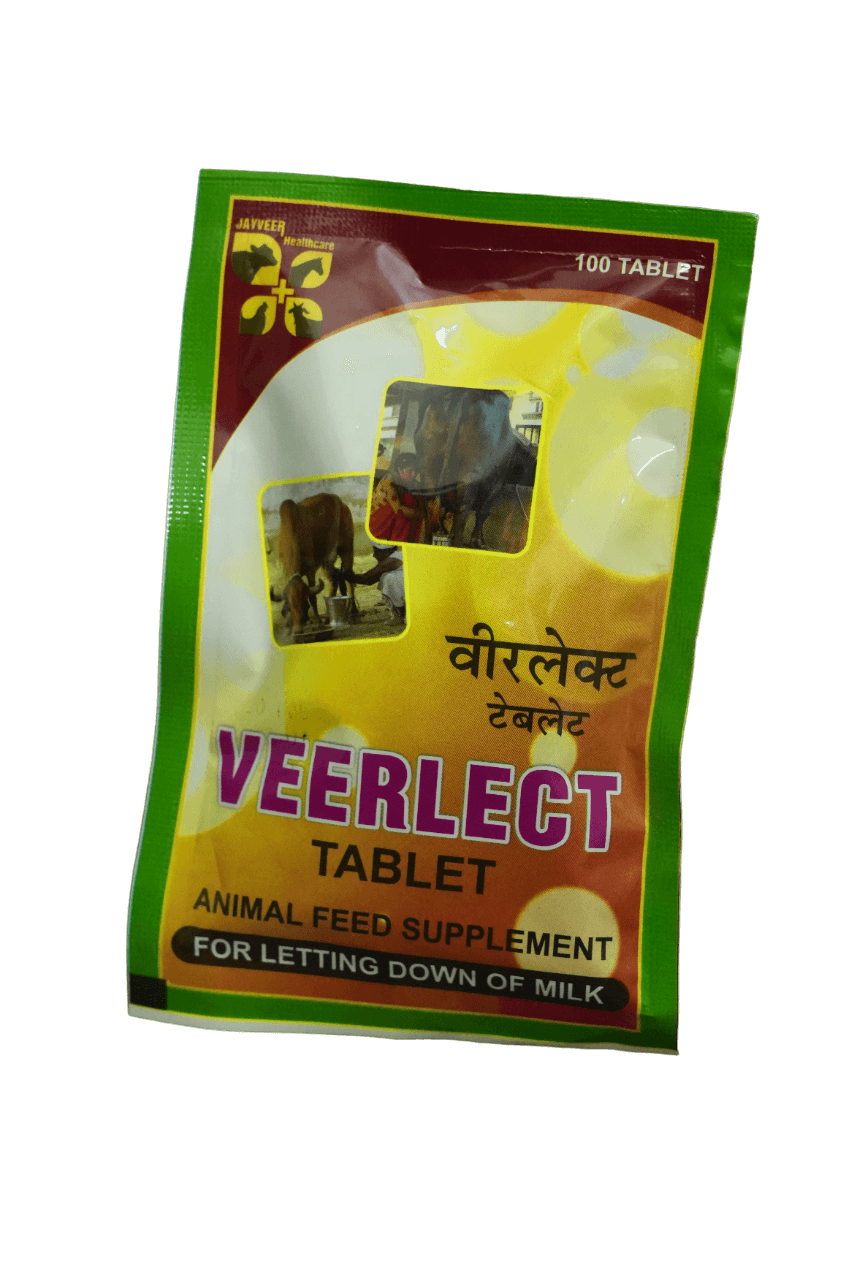 JAYVEER
Healthcare
100 TABLET
वीरलेक्ट
टेबलेट
VEERLECT
TABLET
ANIMAL FEED SUPPLEMENT
FOR LETTING DOWN OF MILK